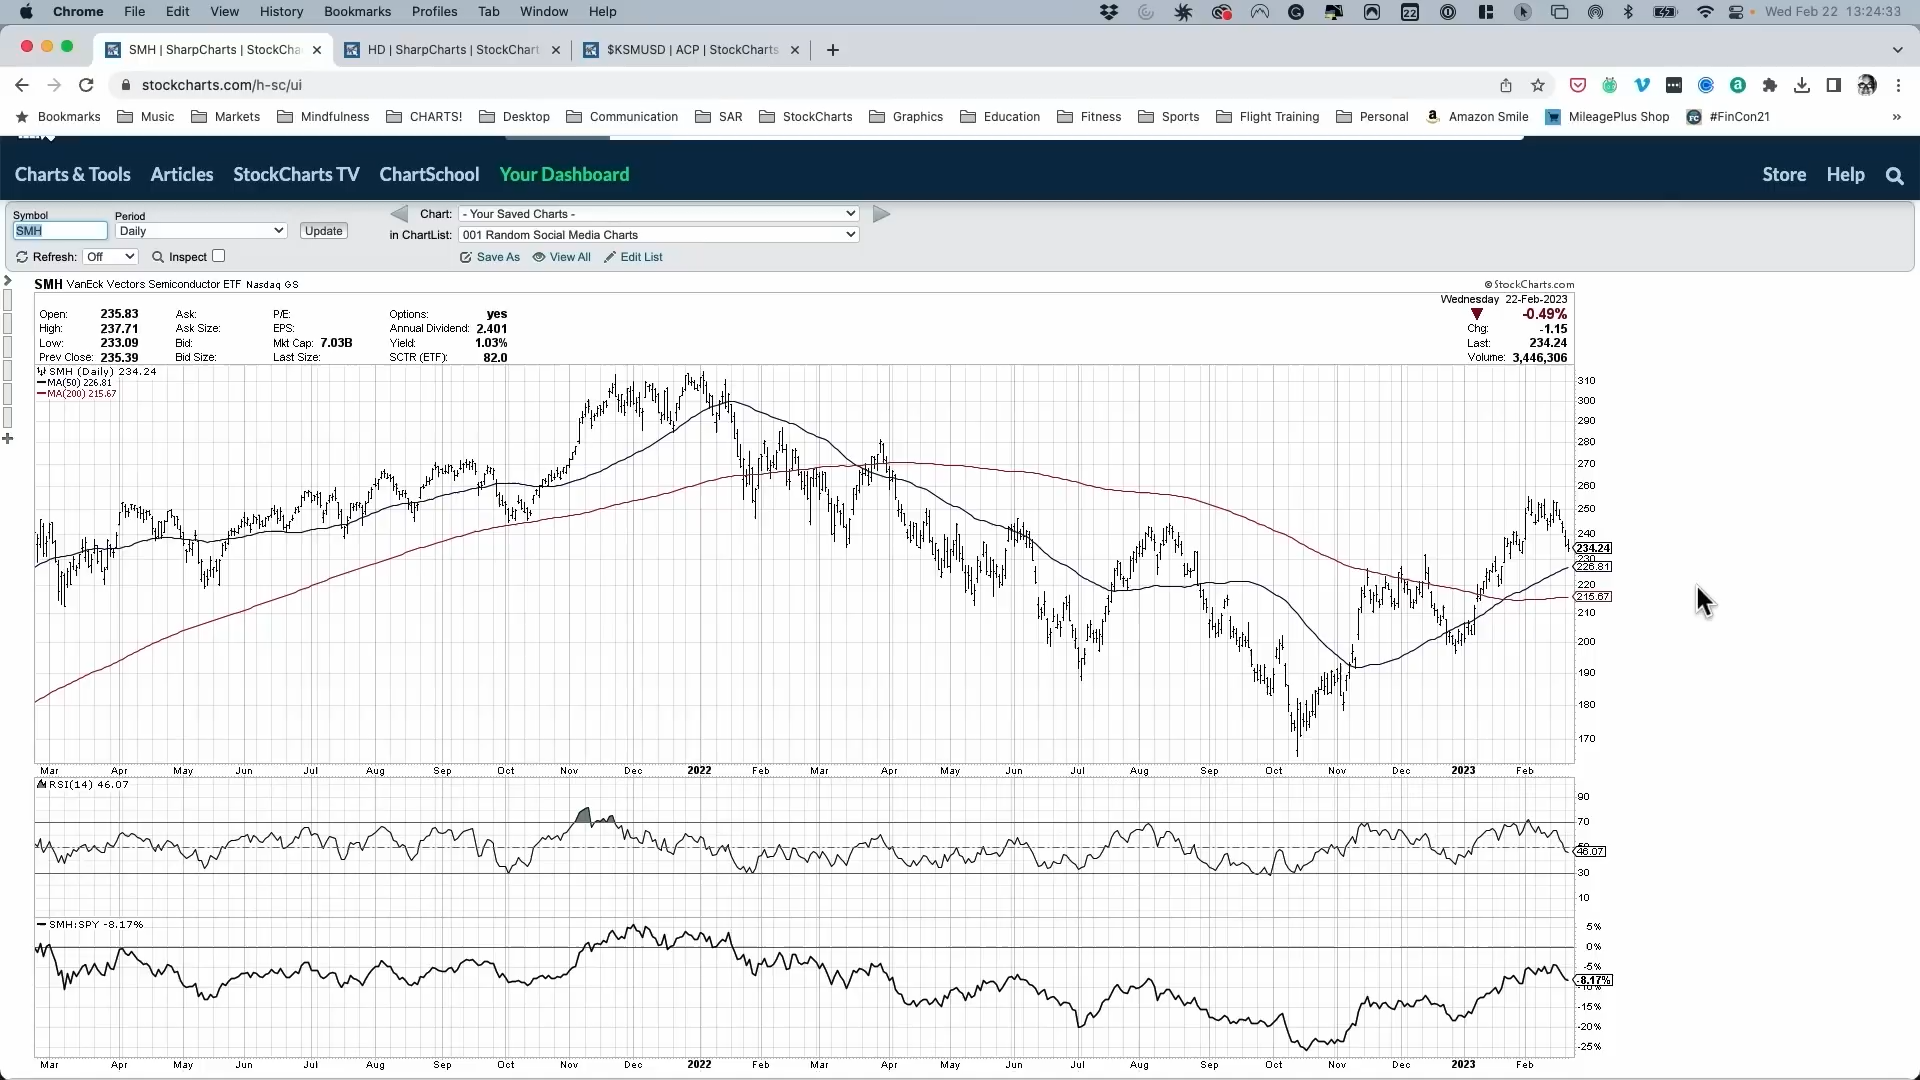 Chrome File Edit View History Bookmarks Profiles Tab Window Help 22 Wed Feb 22 13:24:33
SMH | SharpCharts | StockCha HD | SharpCharts | StockChart $KSMUSD | ACP | StockCharts
stockcharts.com/h-sc/ui
Bookmarks Music Markets Mindfulness CHARTS! Desktop Communication SAR StockCharts Graphics Education Fitness Sports Flight Training Personal Amazon Smile MileagePlus Shop #FinCon21 »
Charts & Tools Articles StockCharts TV ChartSchool Your Dashboard Store Help
Symbol Period Chart: - Your Saved Charts -
SMH Daily Update in ChartList: 001 Random Social Media Charts
Refresh: Off Inspect Save As View All Edit List
SMH VanEck Vectors Semiconductor ETF Nasdaq GS ©StockCharts.com
Wednesday 22-Feb-2023
Open: 235.83 Ask: P/E: Options: yes -0.49%
High: 237.71 Ask Size: EPS: Annual Dividend: 2.401 Chg: -1.15
Low: 233.09 Bid: Mkt Cap: 7.03B Yield: 1.03% Last: 234.24
Prev Close: 235.39 Bid Size: Last Size: SCTR (ETF): 82.0 Volume: 3,446,306
SMH (Daily) 234.24
MA(50) 226.81
MA(200) 215.67
310
300
290
280
270
260
250
240
234.24
230
226.81
220
215.67
210
200
190
180
170
Mar Apr May Jun Jul Aug Sep Oct Nov Dec 2022 Feb Mar Apr May Jun Jul Aug Sep Oct Nov Dec 2023 Feb
RSI(14) 46.07
90
70
50
46.07
30
10
SMH:SPY -8.17%
5%
0%
-5%
-8.17%
-10%
-15%
-20%
-25%
Mar Apr May Jun Jul Aug Sep Oct Nov Dec 2022 Feb Mar Apr May Jun Jul Aug Sep Oct Nov Dec 2023 Feb